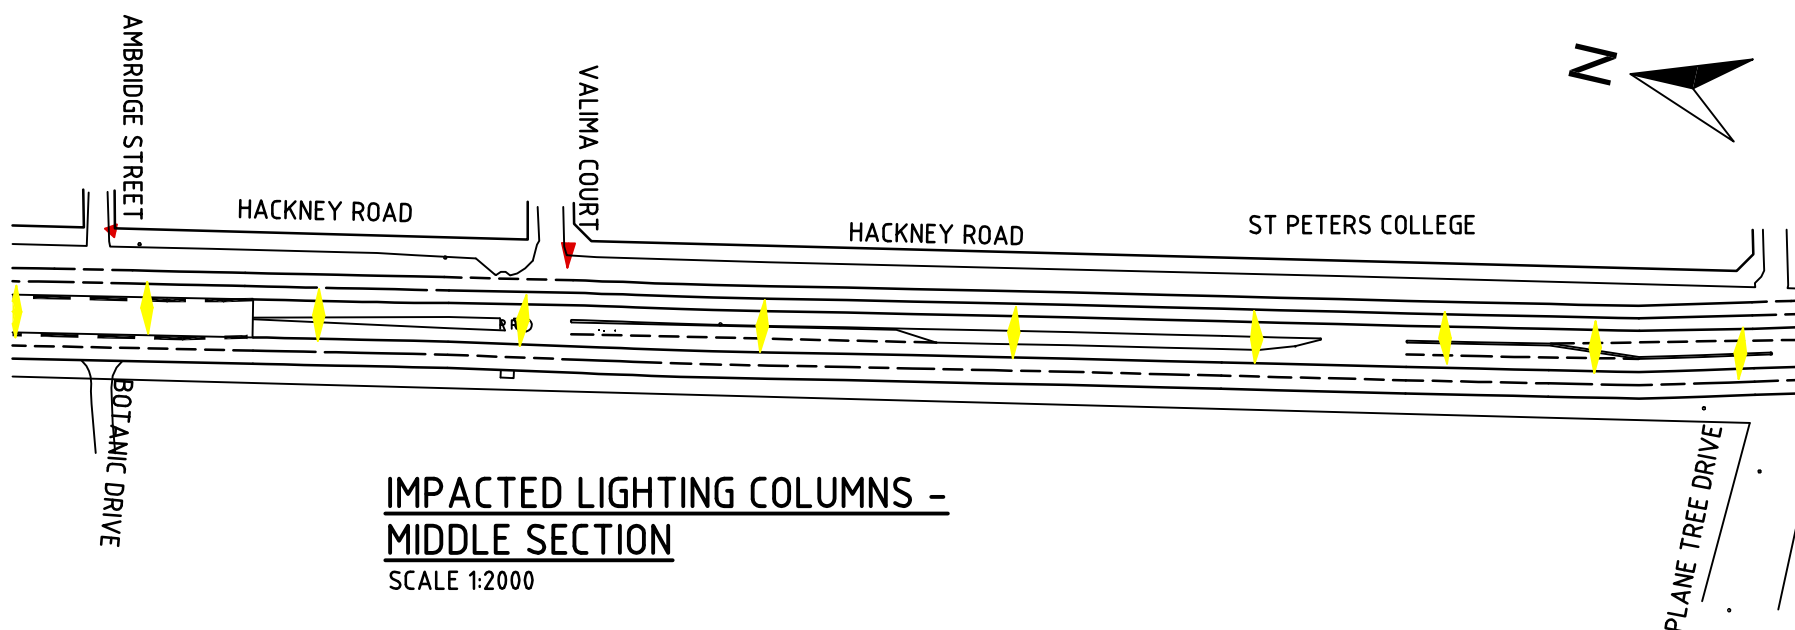 AMBRIDGE STREET
VALIMA COURT
N
HACKNEY ROAD
HACKNEY ROAD
ST PETERS COLLEGE
BOTANIC DRIVE
PLANE TREE DRIVE
IMPACTED LIGHTING COLUMNS -
MIDDLE SECTION
SCALE 1:2000